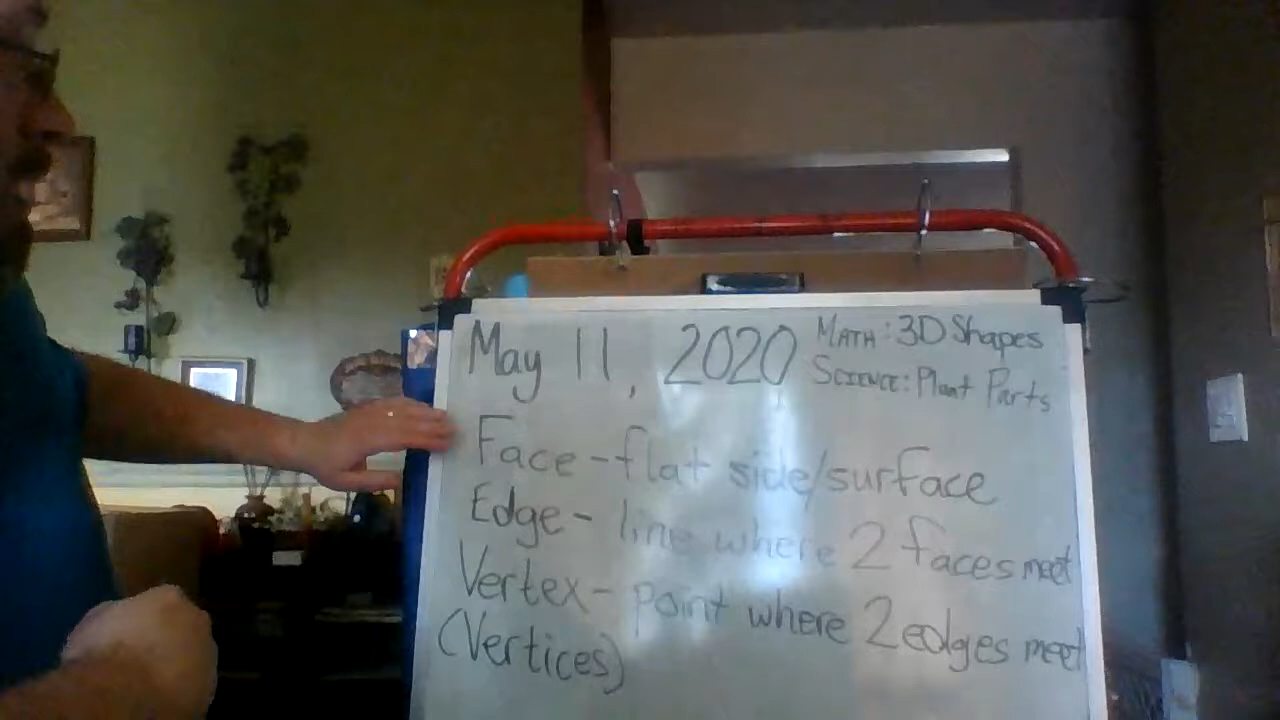 May 11, 2020
MATH: 3D Shapes
SCIENCE: Plant Parts
Face - flat side/surface
Edge - line where 2 faces meet
Vertex - point where 2 edges meet
(Vertices)